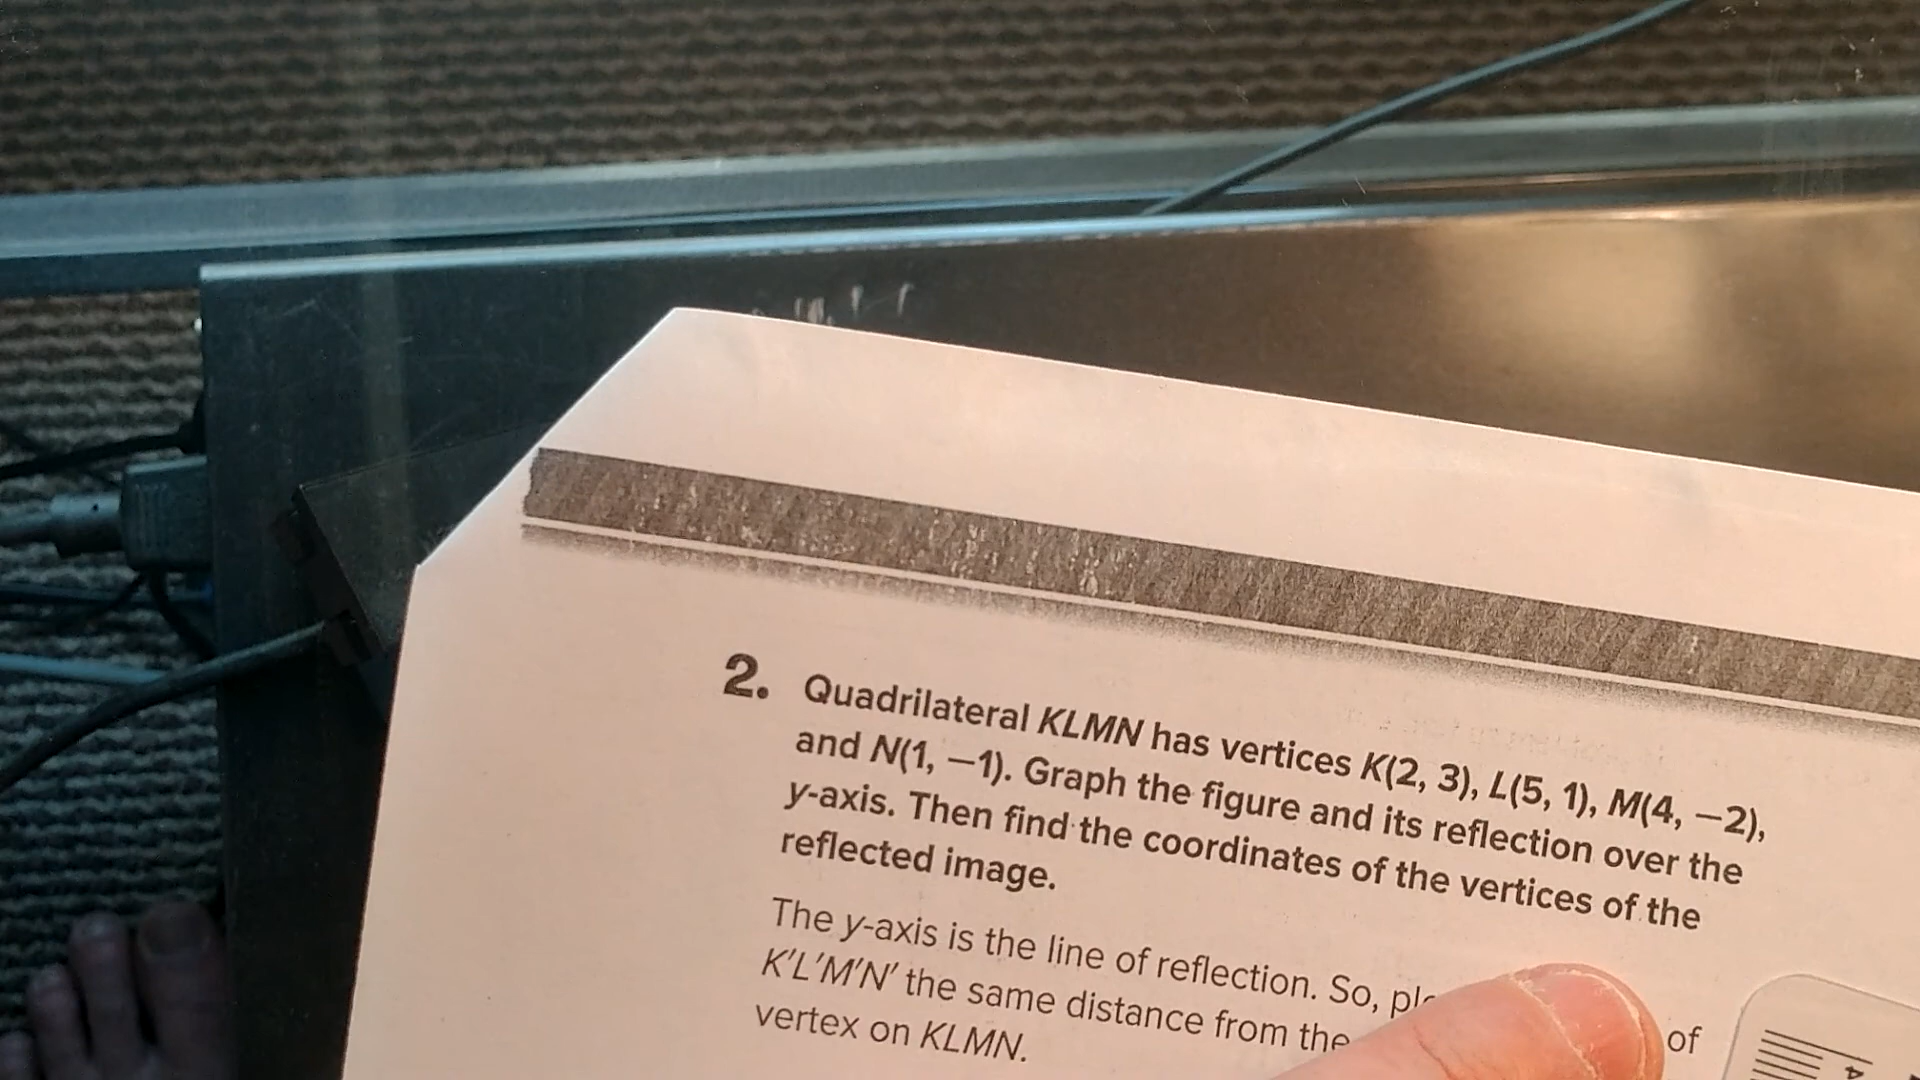 2. Quadrilateral KLMN has vertices K(2, 3), L(5, 1), M(4, −2),
and N(1, −1). Graph the figure and its reflection over the
y-axis. Then find the coordinates of the vertices of the
reflected image.
The y-axis is the line of reflection. So, of
K′L′M′N′ the same distance from the
vertex on KLMN.
4